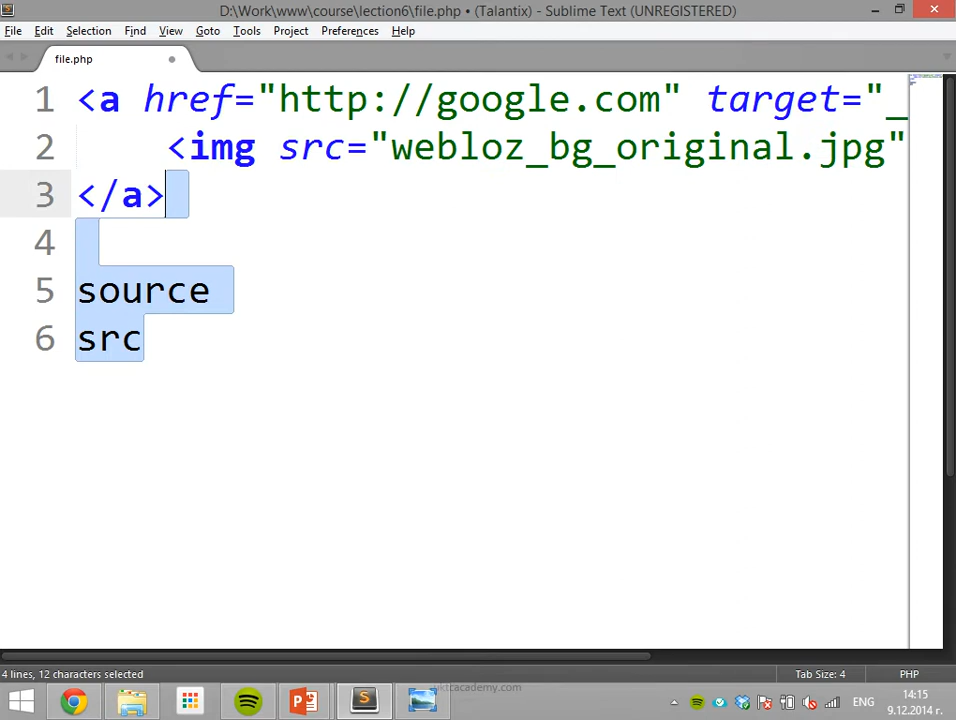 D:\Work\www\course\lection6\file.php • (Talantix) - Sublime Text (UNREGISTERED)
File Edit Selection Find View Goto Tools Project Preferences Help
file.php
1 <a href="http://google.com" target="_
2 <img src="webloz_bg_original.jpg"
3 </a>
4
5 source
6 src
4 lines, 12 characters selected
Tab Size: 4
PHP
ENG
14:15
9.12.2014 г.